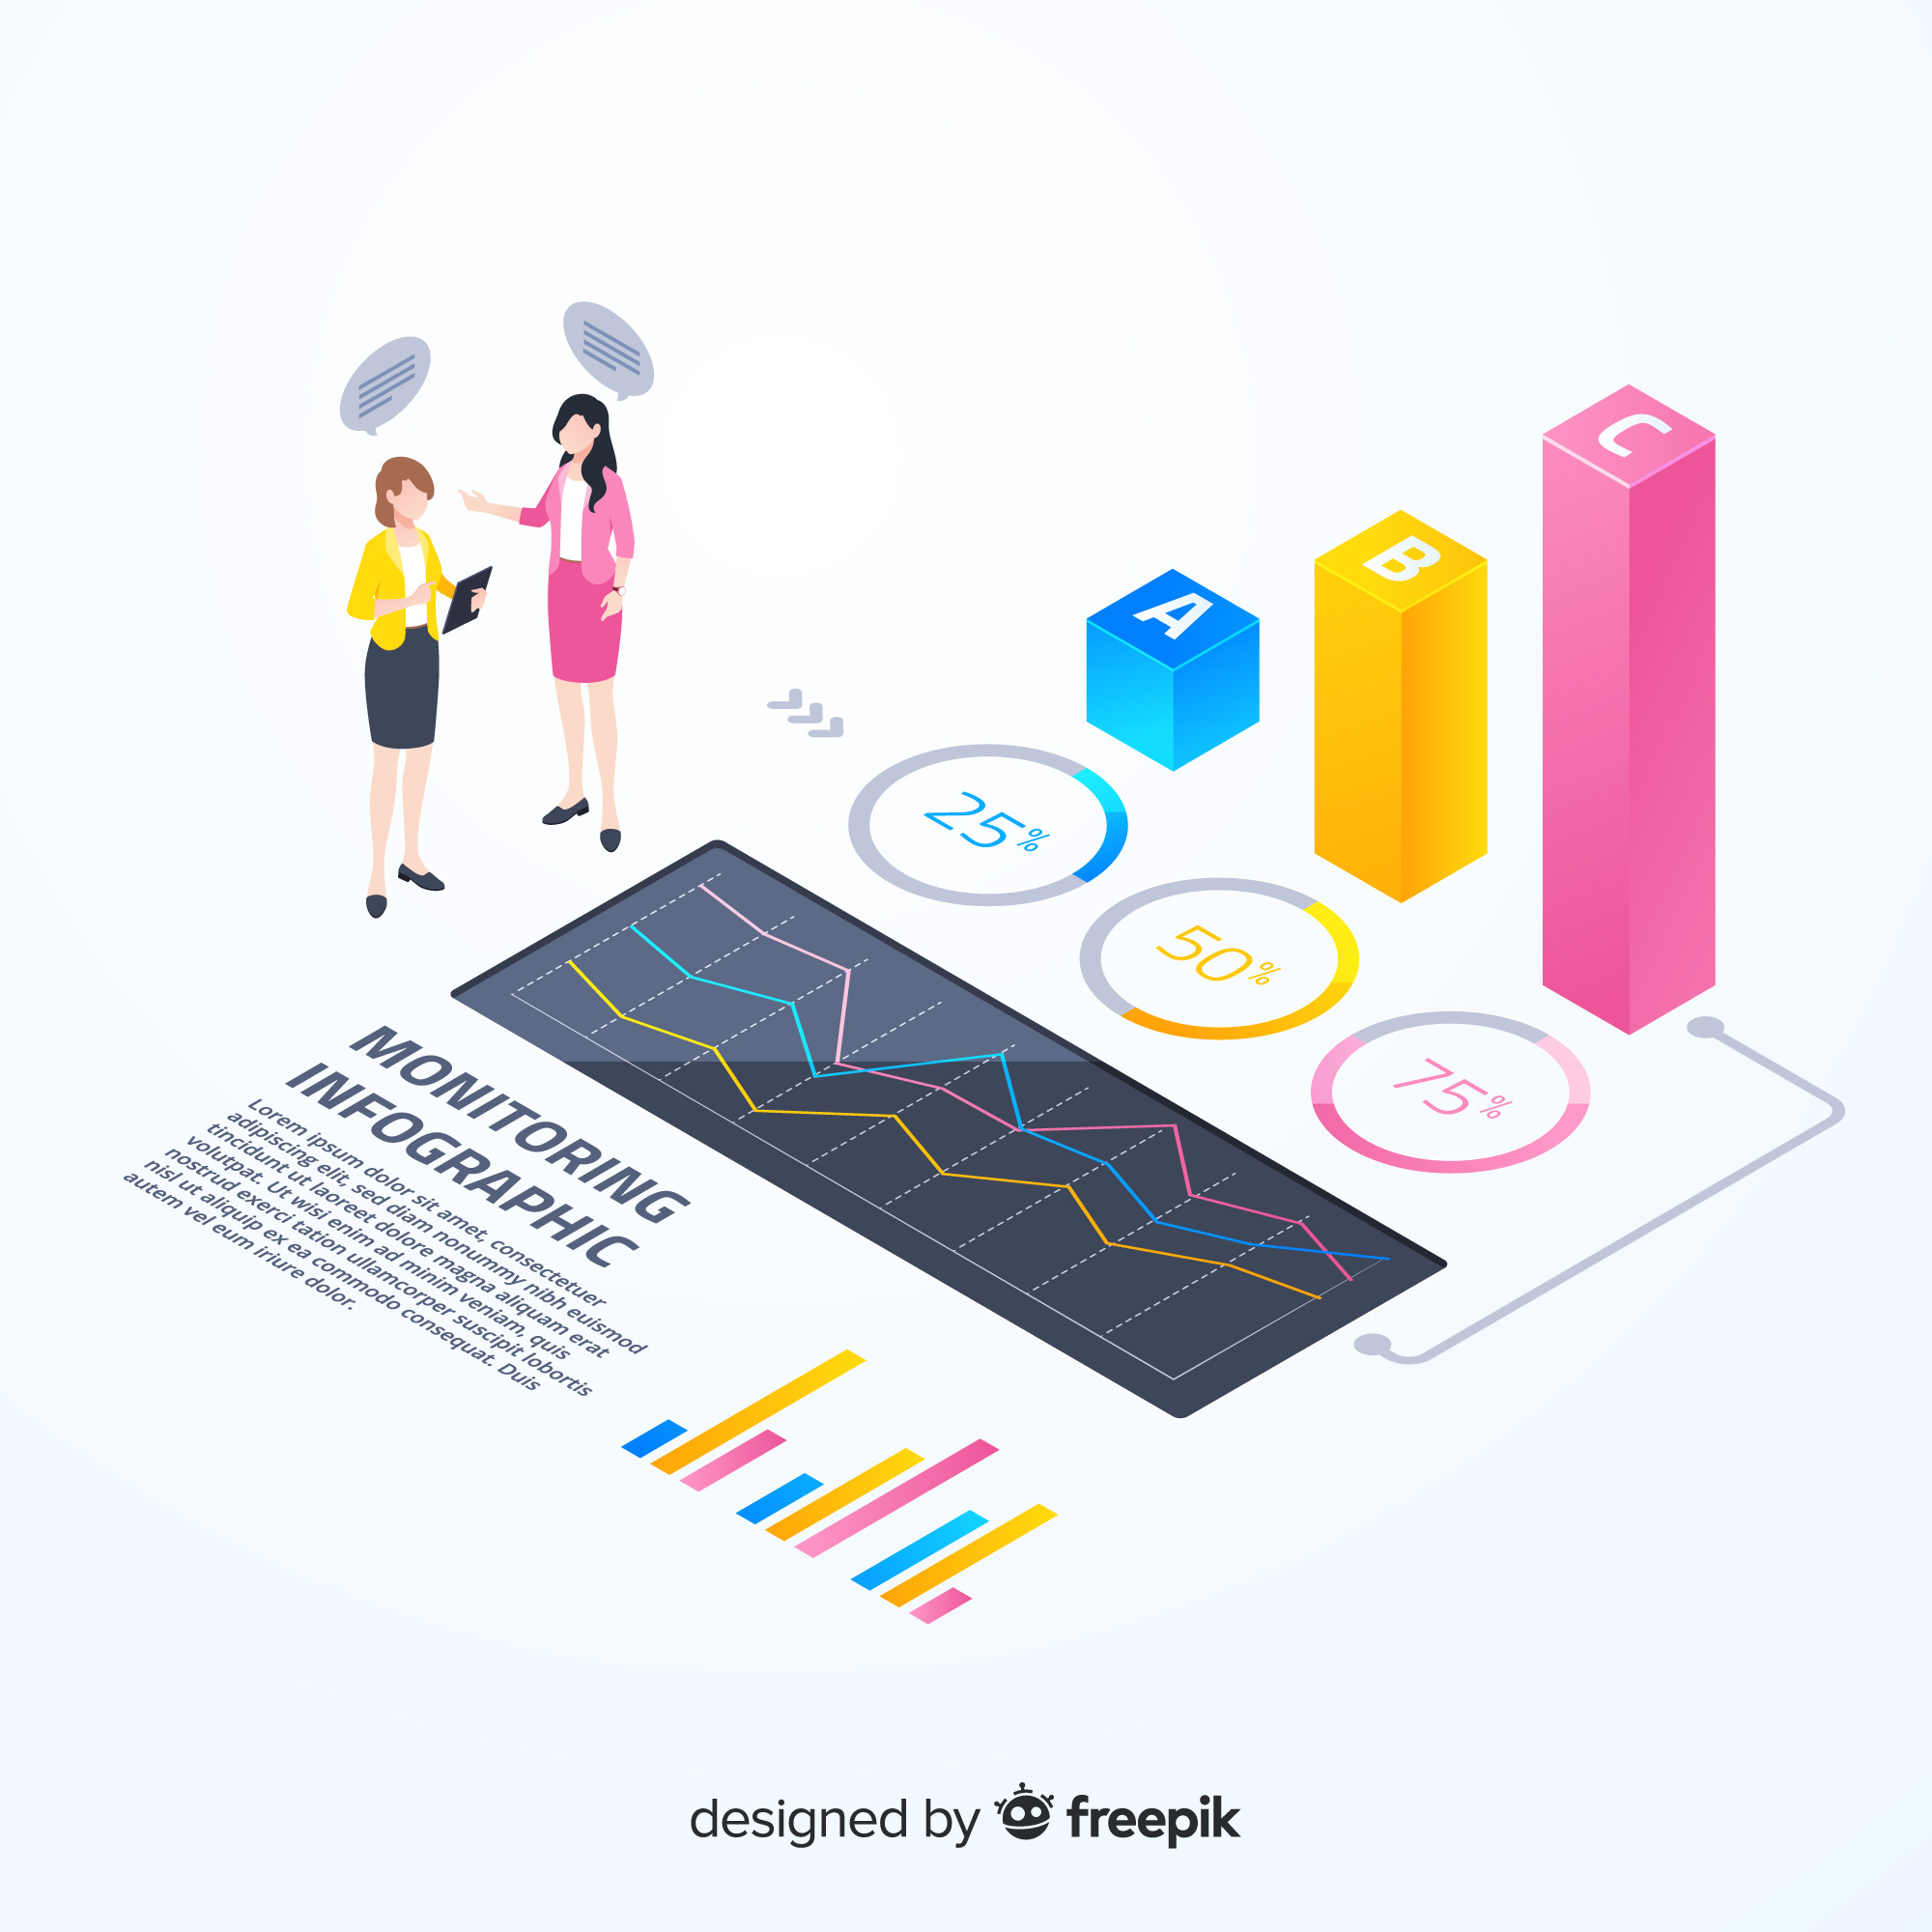 MONITORING
INFOGRAPHIC
Lorem ipsum dolor sit amet, consectetuer
adipiscing elit, sed diam nonummy nibh euismod
tincidunt ut laoreet dolore magna aliquam erat
volutpat. Ut wisi enim ad minim veniam, quis
nostrud exerci tation ullamcorper suscipit lobortis
nisl ut aliquip ex ea commodo consequat. Duis
autem vel eum iriure dolor.
A
B
C
25%
50%
75%
designed by freepik